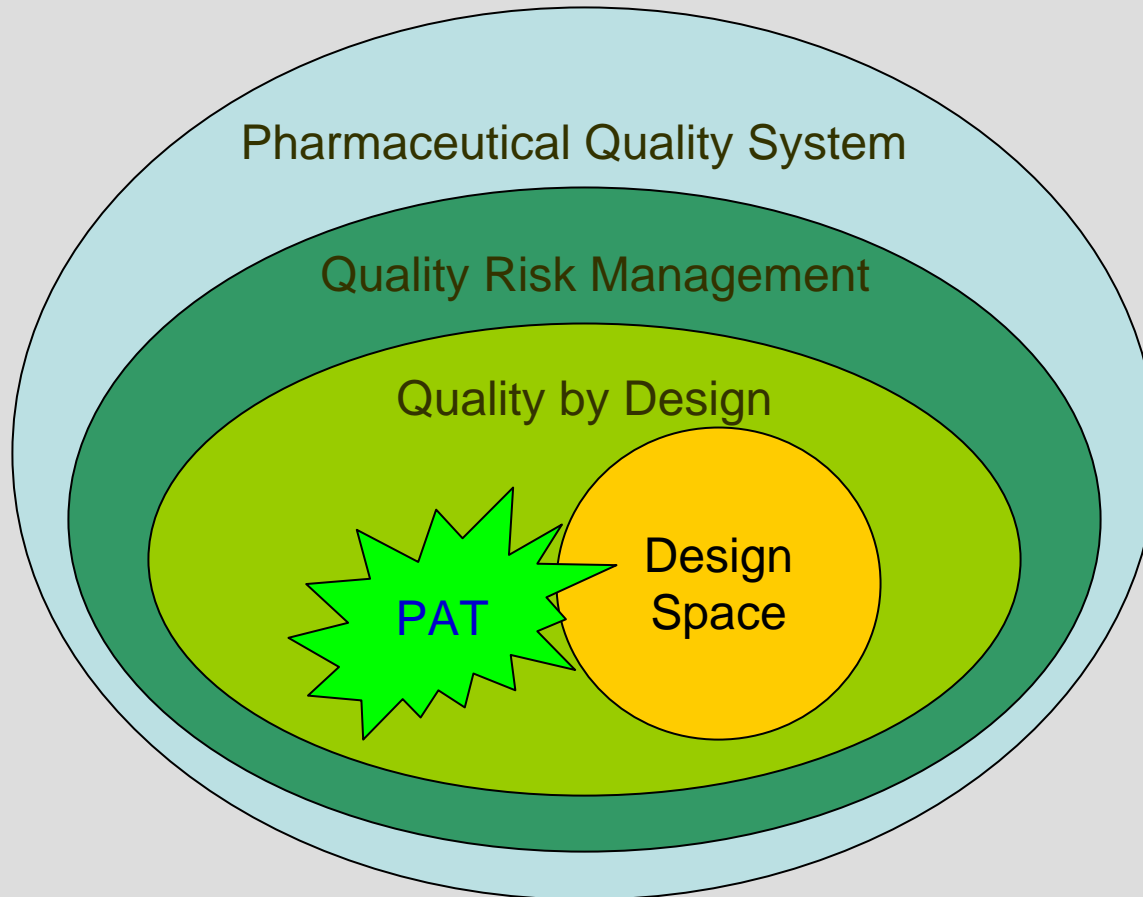 Pharmaceutical Quality System
Quality Risk Management
Quality by Design
PAT
Design
Space